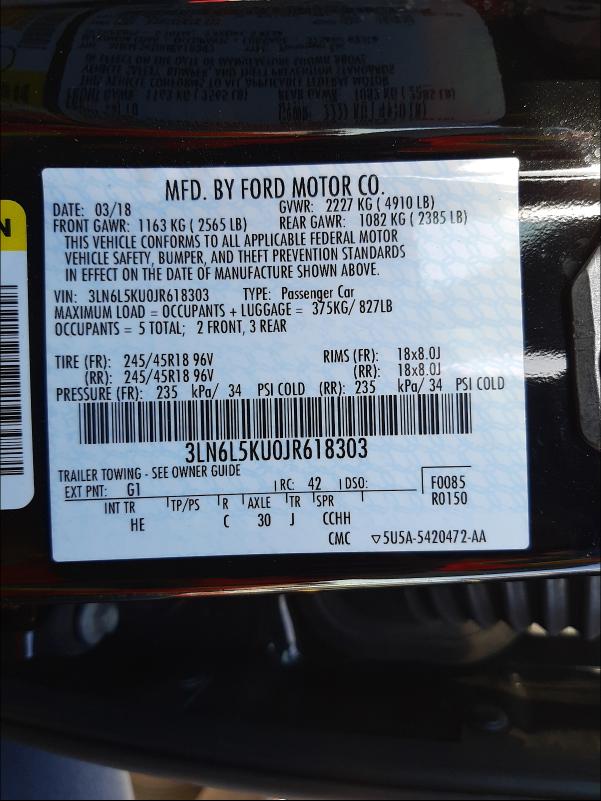 MFD. BY FORD MOTOR CO.
DATE: 03/18 GVWR: 2227 KG ( 4910 LB)
FRONT GAWR: 1163 KG ( 2565 LB) REAR GAWR: 1082 KG ( 2385 LB)
THIS VEHICLE CONFORMS TO ALL APPLICABLE FEDERAL MOTOR
VEHICLE SAFETY, BUMPER, AND THEFT PREVENTION STANDARDS
IN EFFECT ON THE DATE OF MANUFACTURE SHOWN ABOVE.
VIN: 3LN6L5KU0JR618303 TYPE: Passenger Car
MAXIMUM LOAD = OCCUPANTS + LUGGAGE = 375KG/ 827LB
OCCUPANTS = 5 TOTAL; 2 FRONT, 3 REAR
TIRE (FR): 245/45R18 96V RIMS (FR): 18x8.0J
(RR): 245/45R18 96V (RR): 18x8.0J
PRESSURE (FR): 235 kPa/ 34 PSI COLD (RR): 235 kPa/ 34 PSI COLD
3LN6L5KU0JR618303
TRAILER TOWING - SEE OWNER GUIDE
EXT PNT: G1 RC: 42 DSO: F0085
INT TR TP/PS R AXLE TR SPR R0150
HE C 30 J CCHH
CMC ▽5U5A-5420472-AA
N